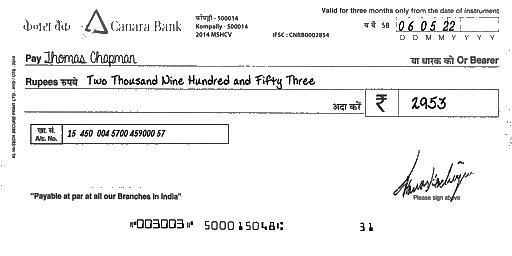 Valid for three months only from the date of instrument
केनरा बैंक Canara Bank
कोंपल्ली - 500014
Kompally - 500014
2014 MSHCV
IFSC : CNRB0002854
SB 06 05 22
D D M M Y Y Y Y
Pay Thomas Chapman
या धारक को Or Bearer
Rupees रुपये Two Thousand Nine Hundred and Fifty Three
अदा करें ₹ 2953
खा. सं.
A/c. No. 15 450 004 5700 459000 57
Please sign above
"Payable at par at all our Branches in India"
⑈003003⑈ 500015048⑆ 31